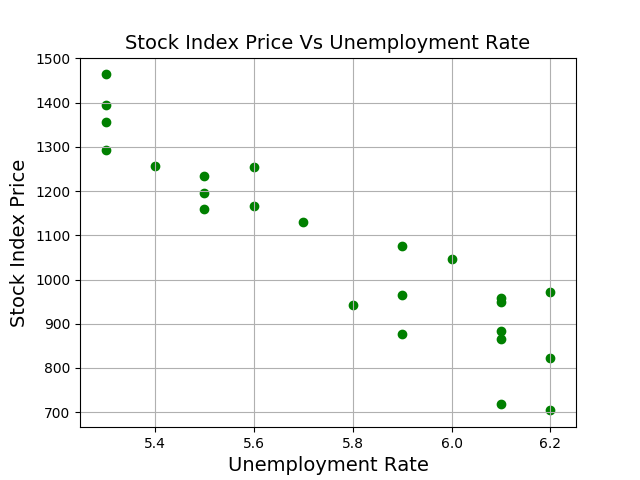 Stock Index Price Vs Unemployment Rate
Stock Index Price
1500
1400
1300
1200
1100
1000
900
800
700
5.4 5.6 5.8 6.0 6.2
Unemployment Rate